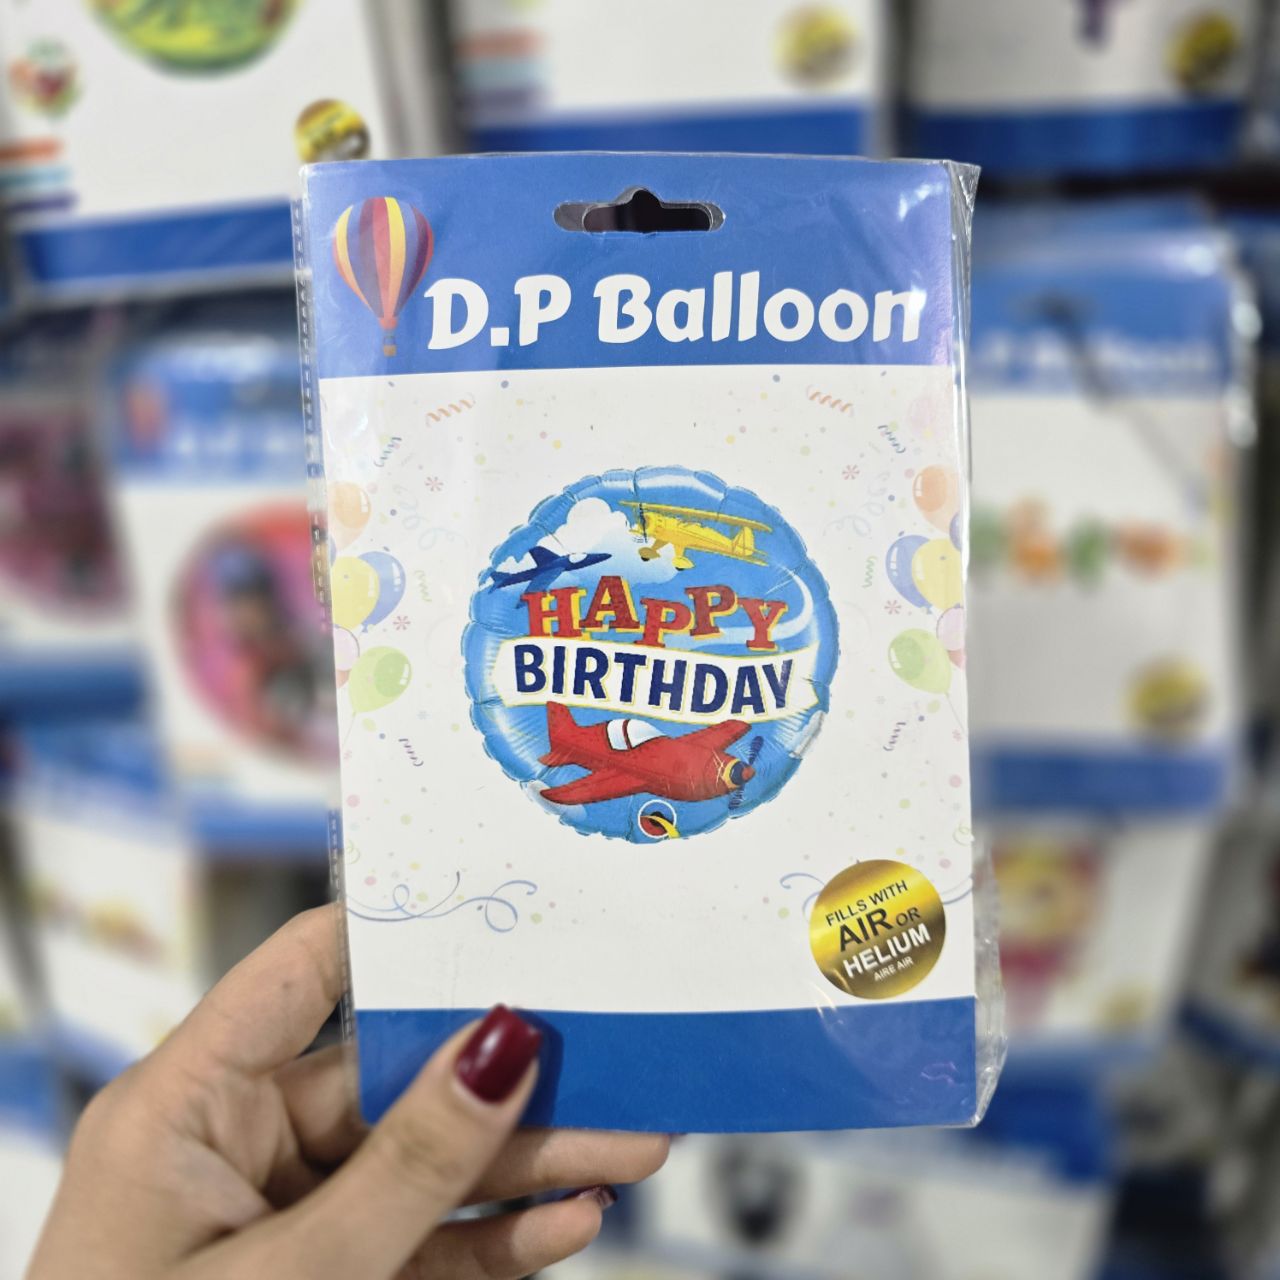 D.P Balloon
HAPPY
BIRTHDAY
FILLS WITH
AIR OR
HELIUM
AIRE AIR